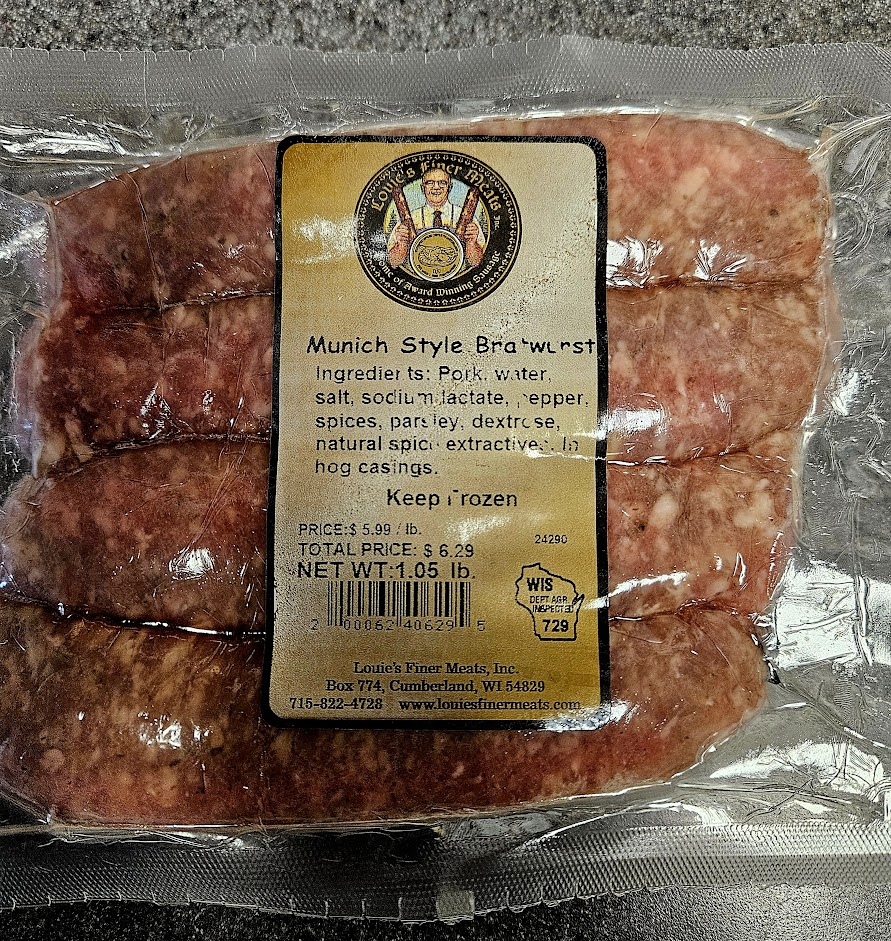 Louie's Finer Meats, Inc.
Home of Award Winning Sausage
Munich Style Bratwurst
Ingredients: Pork, water,
salt, sodium lactate, pepper,
spices, parsley, dextrose,
natural spice extractives. In
hog casings.
Keep Frozen
PRICE:$ 5.99 / lb.
TOTAL PRICE: $ 6.29
24290
NET WT:1.05 lb.
WIS
DEPT AGR
INSPECTED
729
2 00062 40629 5
Louie's Finer Meats, Inc.
Box 774, Cumberland, WI 54829
715-822-4728 www.louiesfinermeats.com